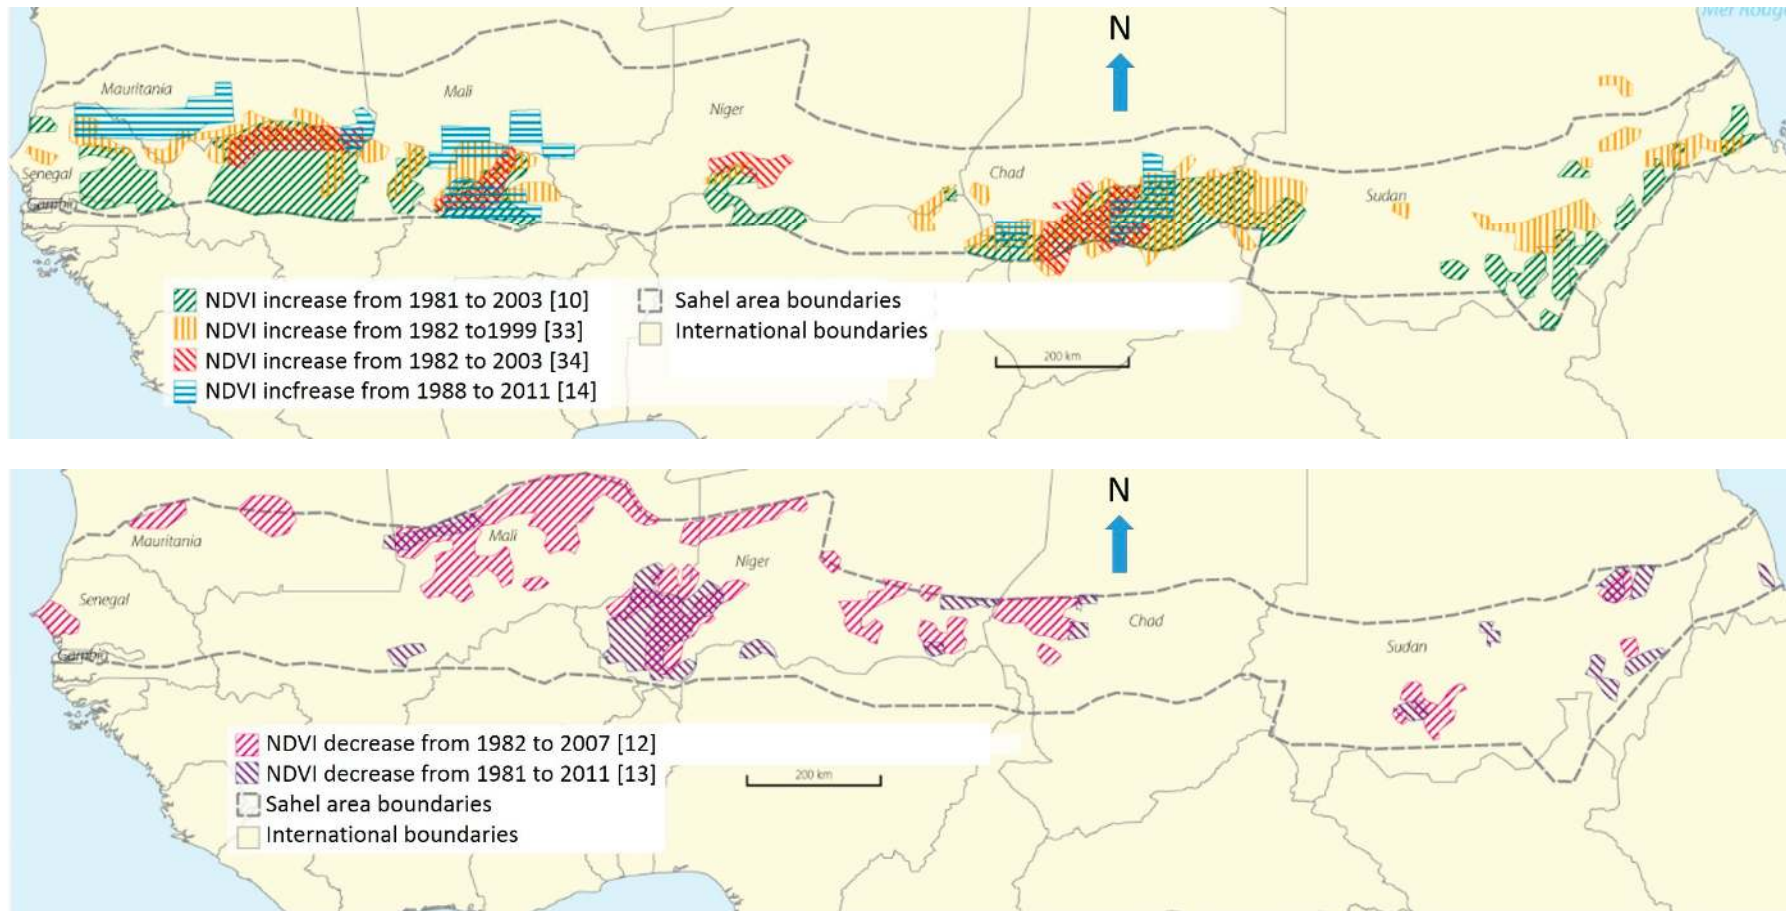 Mer Rouge
N
Mauritania
Mali
Niger
Chad
Senegal
Sudan
Gambia
NDVI increase from 1981 to 2003 [10]
NDVI increase from 1982 to1999 [33]
NDVI increase from 1982 to 2003 [34]
NDVI incfrease from 1988 to 2011 [14]
Sahel area boundaries
International boundaries
200 km
N
Mali
Mauritania
Niger
Senegal
Chad
Sudan
Gambia
NDVI decrease from 1982 to 2007 [12]
NDVI decrease from 1981 to 2011 [13]
Sahel area boundaries
International boundaries
200 km